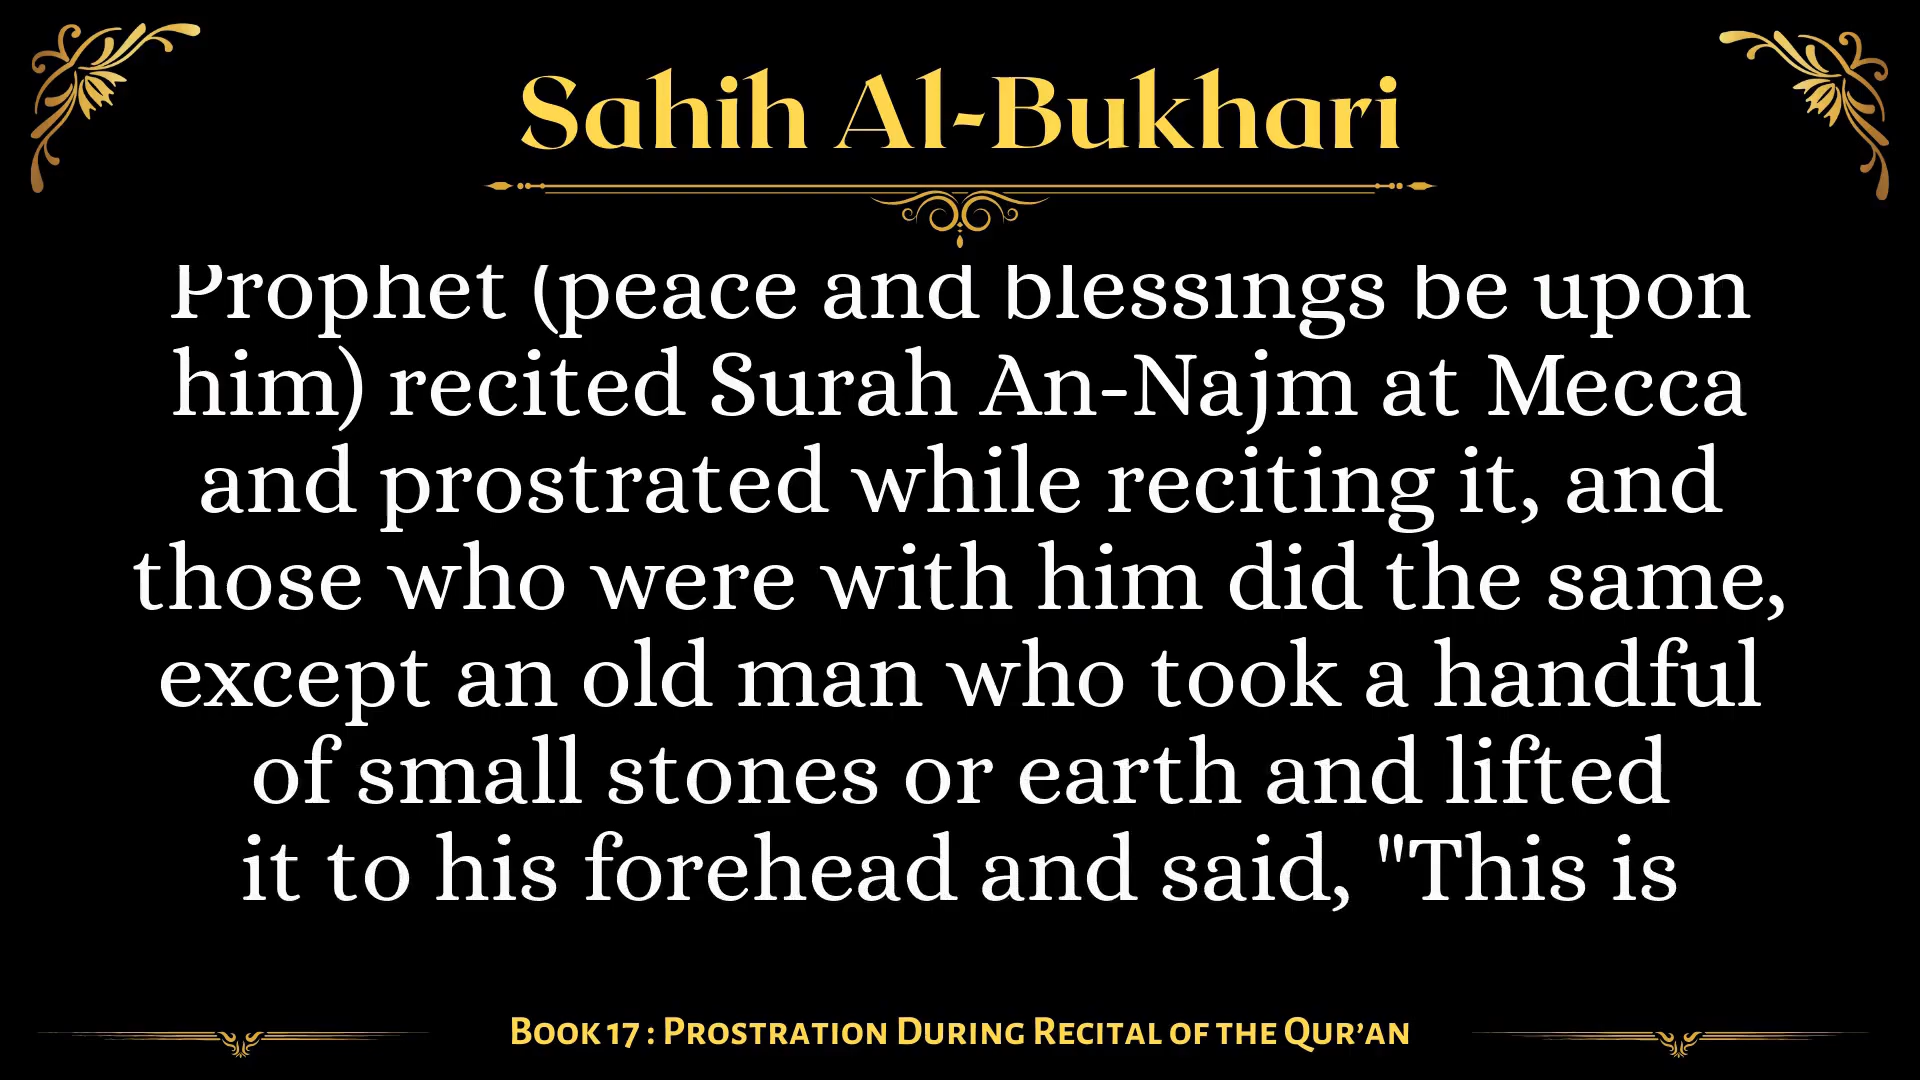 Sahih Al-Bukhari
Prophet (peace and blessings be upon
him) recited Surah An-Najm at Mecca
and prostrated while reciting it, and
those who were with him did the same,
except an old man who took a handful
of small stones or earth and lifted
it to his forehead and said, "This is
Book 17 : Prostration During Recital of the Qur’an